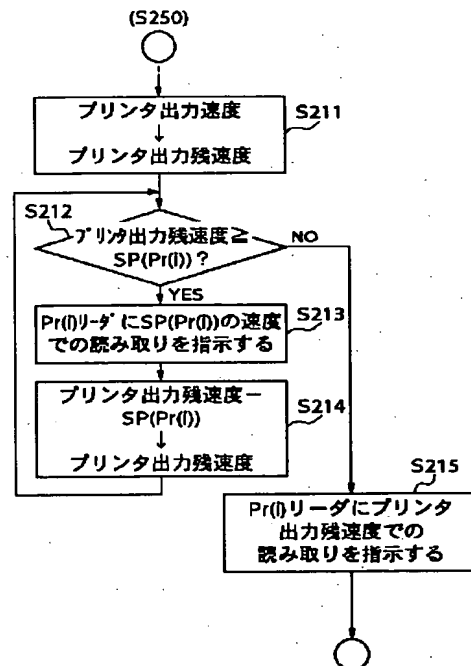 (S250)
プリンタ出力速度
↓
プリンタ出力残速度
S211
S212
プリンタ出力残速度≧
SP(Pr(i))?
NO
YES
Pr(i)リーダにSP(Pr(i))の速度
での読み取りを指示する
S213
プリンタ出力残速度−
SP(Pr(i))
↓
プリンタ出力残速度
S214
S215
Pr(i)リーダにプリンタ
出力残速度での
読み取りを指示する